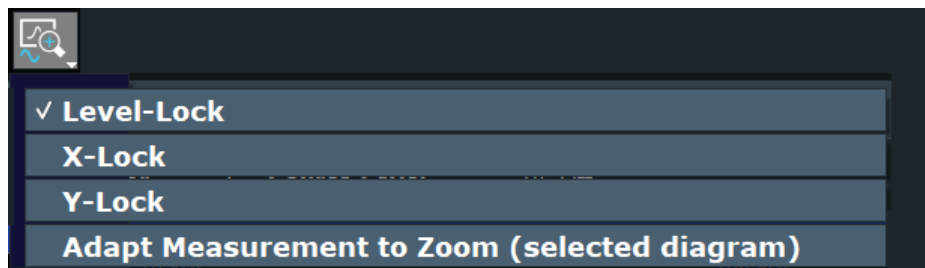 Level-Lock
X-Lock
Y-Lock
Adapt Measurement to Zoom (selected diagram)